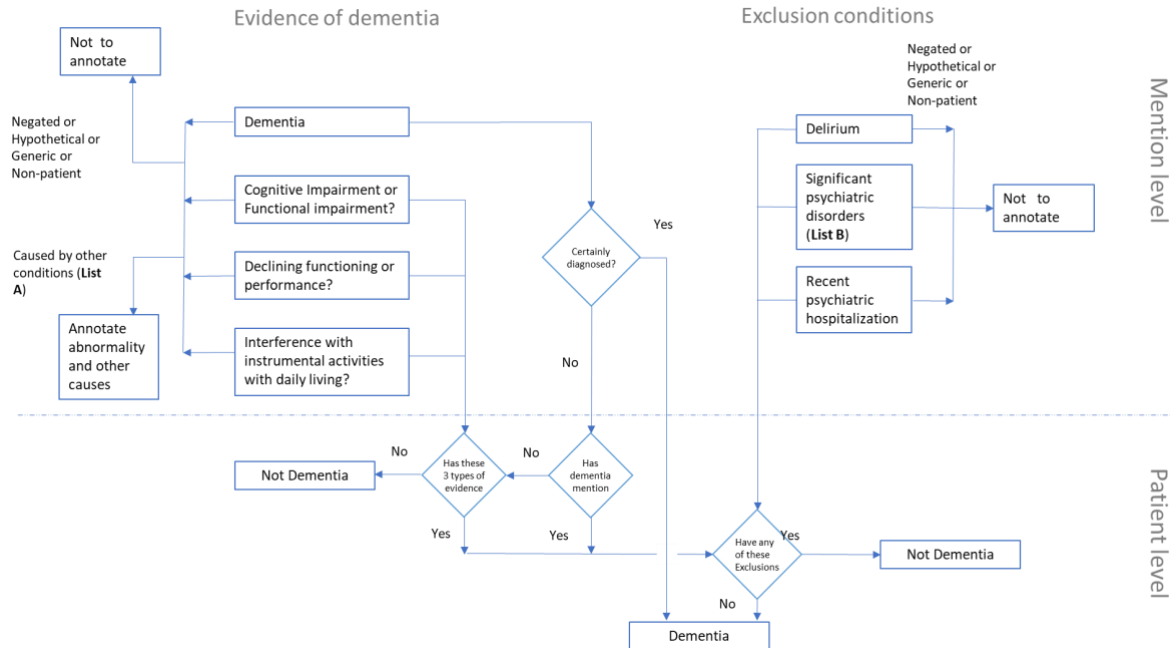 Evidence of dementia
Exclusion conditions
Not to
annotate
Negated or
Hypothetical or
Generic or
Non-patient
Dementia
Cognitive Impairment or
Functional impairment?
Caused by other
conditions (List
A)
Declining functioning or
performance?
Annotate
abnormality
and other
causes
Interference with
instrumental activities
with daily living?
Certainly
diagnosed?
Yes
No
Negated or
Hypothetical or
Generic or
Non-patient
Delirium
Significant
psychiatric
disorders
(List B)
Not to
annotate
Recent
psychiatric
hospitalization
Mention level
Not Dementia
No
Has these
3 types of
evidence
No
Has
dementia
mention
Yes
Yes
Have any
of these
Exclusions
Yes
Not Dementia
No
Dementia
Patient level